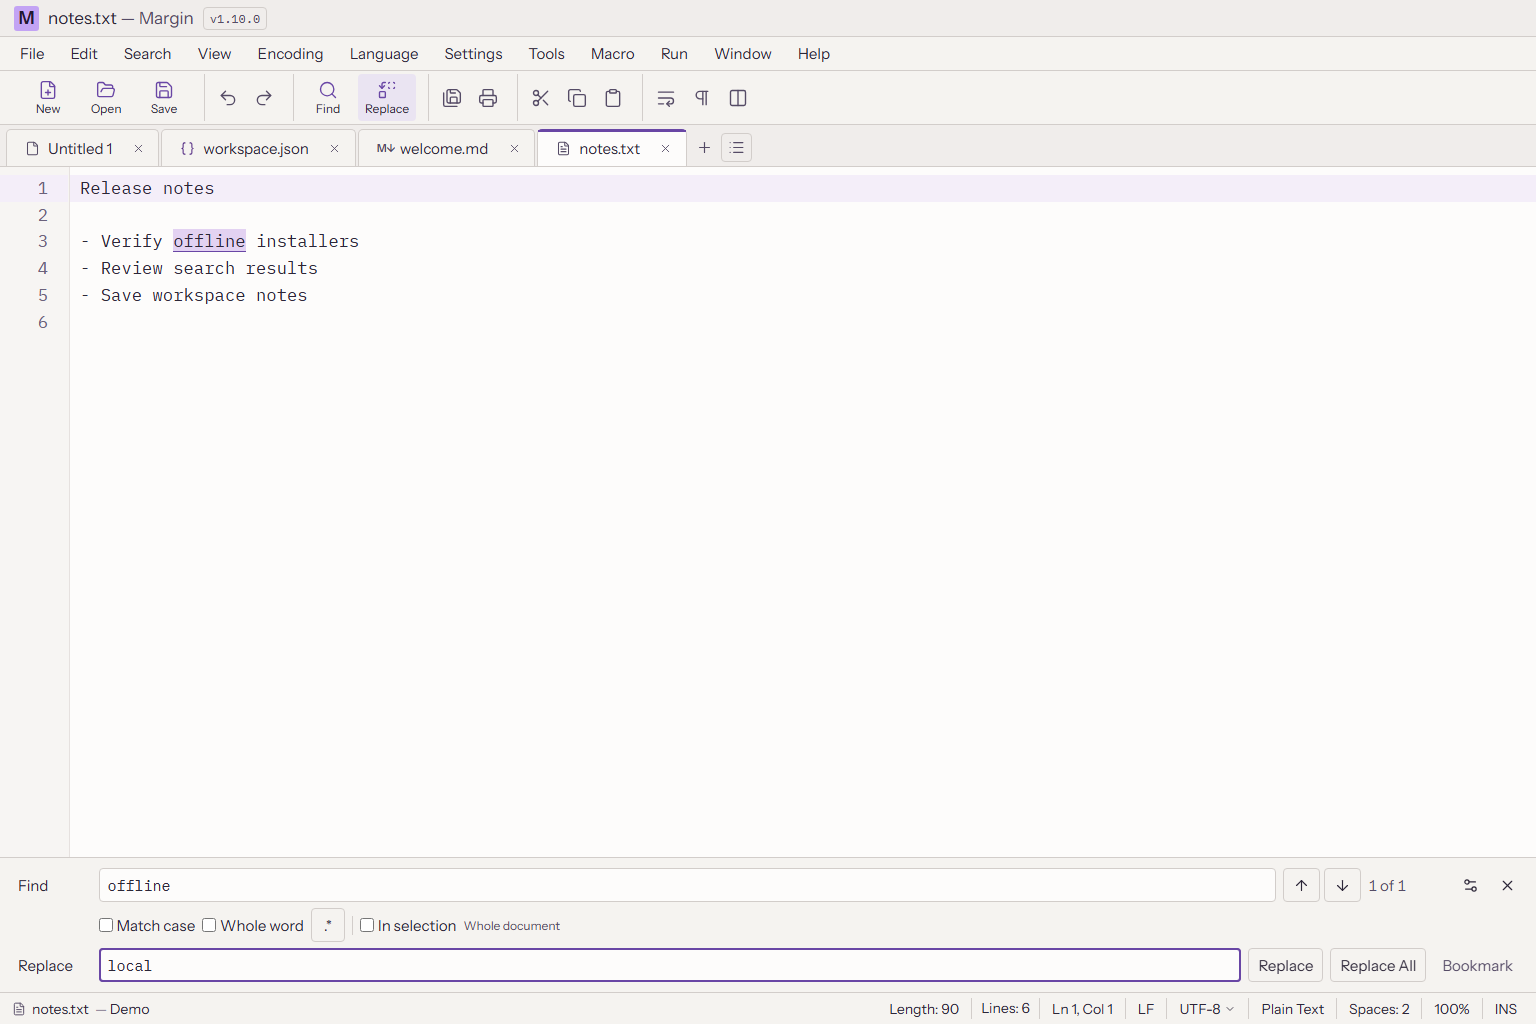 M notes.txt — Margin v1.10.0
File Edit Search View Encoding Language Settings Tools Macro Run Window Help
New Open Save Find Replace
Untitled 1 workspace.json M↓ welcome.md notes.txt
1 Release notes
2
3 - Verify offline installers
4 - Review search results
5 - Save workspace notes
6
Find offline 1 of 1
Match case Whole word .* In selection Whole document
Replace local Replace Replace All Bookmark
notes.txt — Demo Length: 90 Lines: 6 Ln 1, Col 1 LF UTF-8 Plain Text Spaces: 2 100% INS